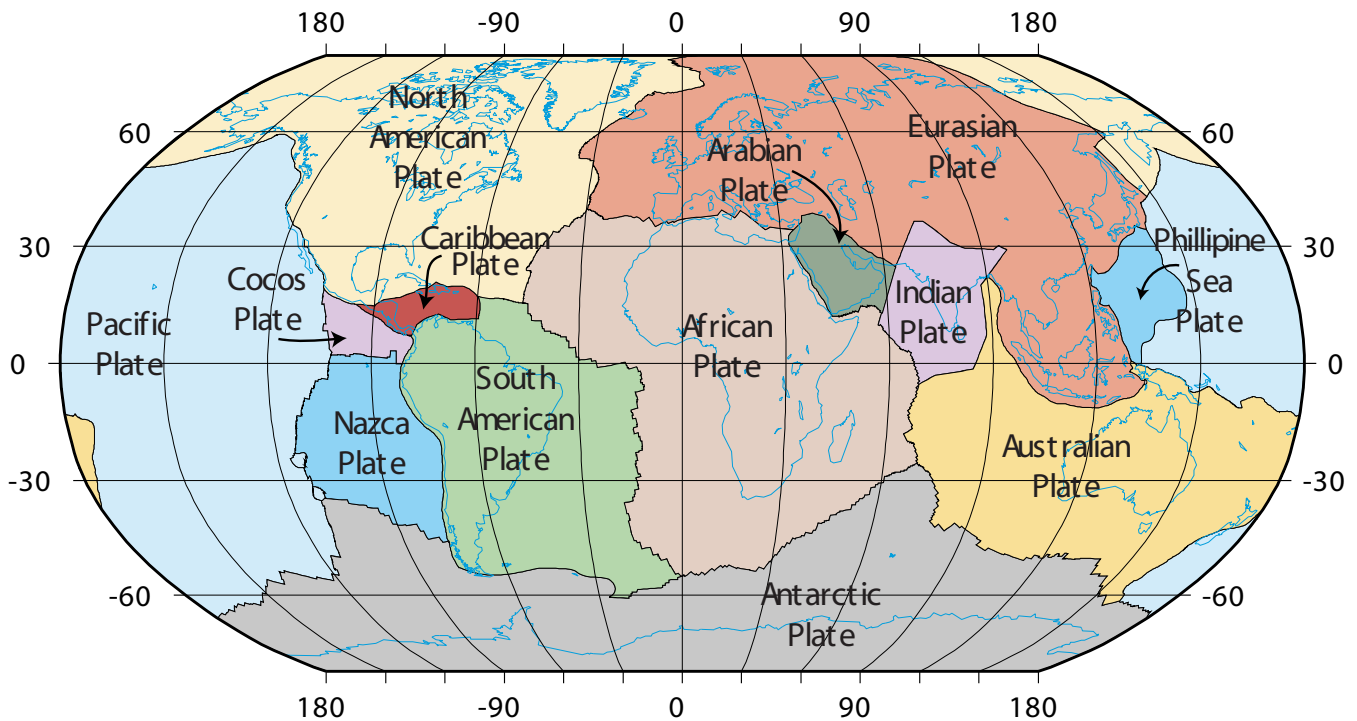 180 -90 0 90 180
60 60
North
American
Plate
Eurasian
Plate
Arabian
Plate
30 30
Caribbean
Plate
Cocos
Plate
Phillipine
Sea
Plate
Indian
Plate
Pacific
Plate
African
Plate
0 0
South
American
Plate
Nazca
Plate
Australian
Plate
-30 -30
-60 -60
Antarctic
Plate
180 -90 0 90 180